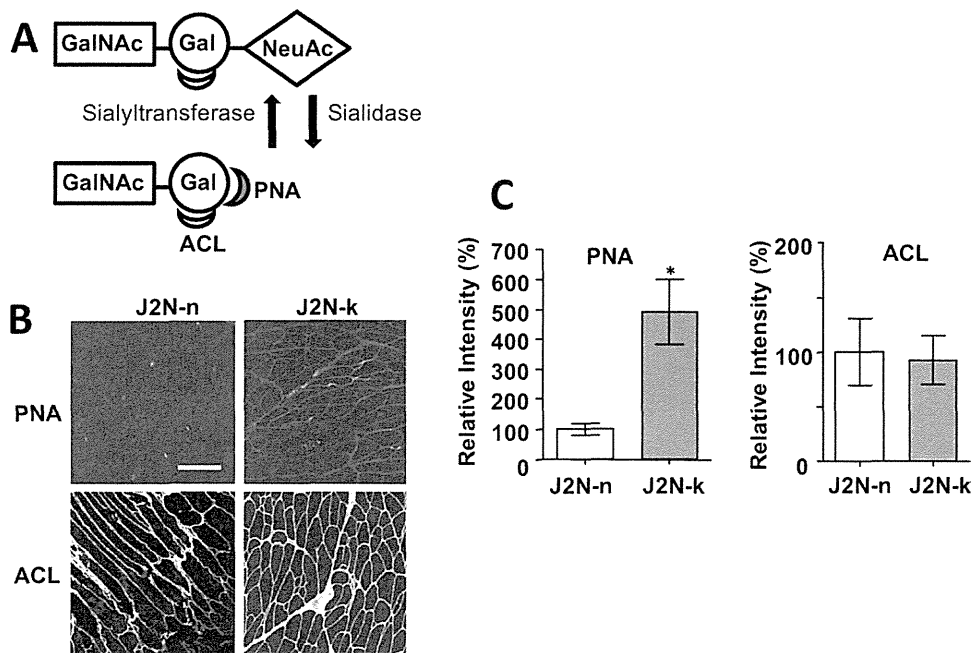 A
GalNAc Gal NeuAc
Sialyltransferase Sialidase
GalNAc Gal PNA
ACL
B
J2N-n J2N-k
PNA
ACL
C
Relative Intensity (%)
700
600
500
400
300
200
100
0
PNA
*
J2N-n J2N-k
Relative Intensity (%)
200
100
0
ACL
J2N-n J2N-k